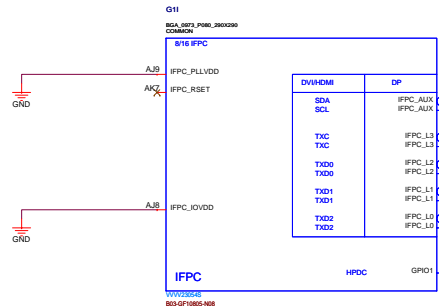 G1I
BGA_0973_P080_290X290
COMMON
8/16 IFPC
AJ9 IFPC_PLLVDD
AK7 IFPC_RSET
GND
DVI/HDMI DP
SDA IFPC_AUX
SCL IFPC_AUX
TXC IFPC_L3
TXC IFPC_L3
TXD0 IFPC_L2
TXD0 IFPC_L2
TXD1 IFPC_L1
TXD1 IFPC_L1
AJ8 IFPC_IOVDD
TXD2 IFPC_L0
TXD2 IFPC_L0
GND
IFPC HPDC GPIO1
B03-GF10805-N08